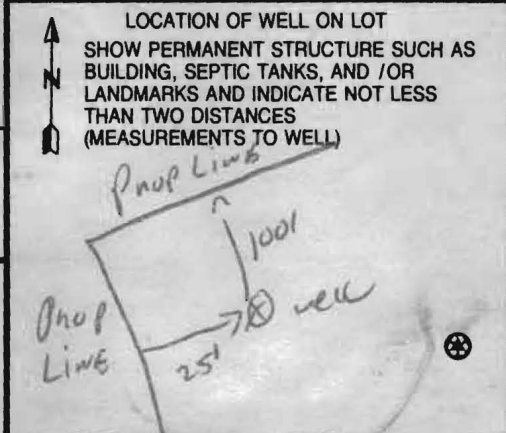 LOCATION OF WELL ON LOT
SHOW PERMANENT STRUCTURE SUCH AS
BUILDING, SEPTIC TANKS, AND /OR
LANDMARKS AND INDICATE NOT LESS
THAN TWO DISTANCES
(MEASUREMENTS TO WELL)
N
Prop Line
100'
Prop
Line
25'
well